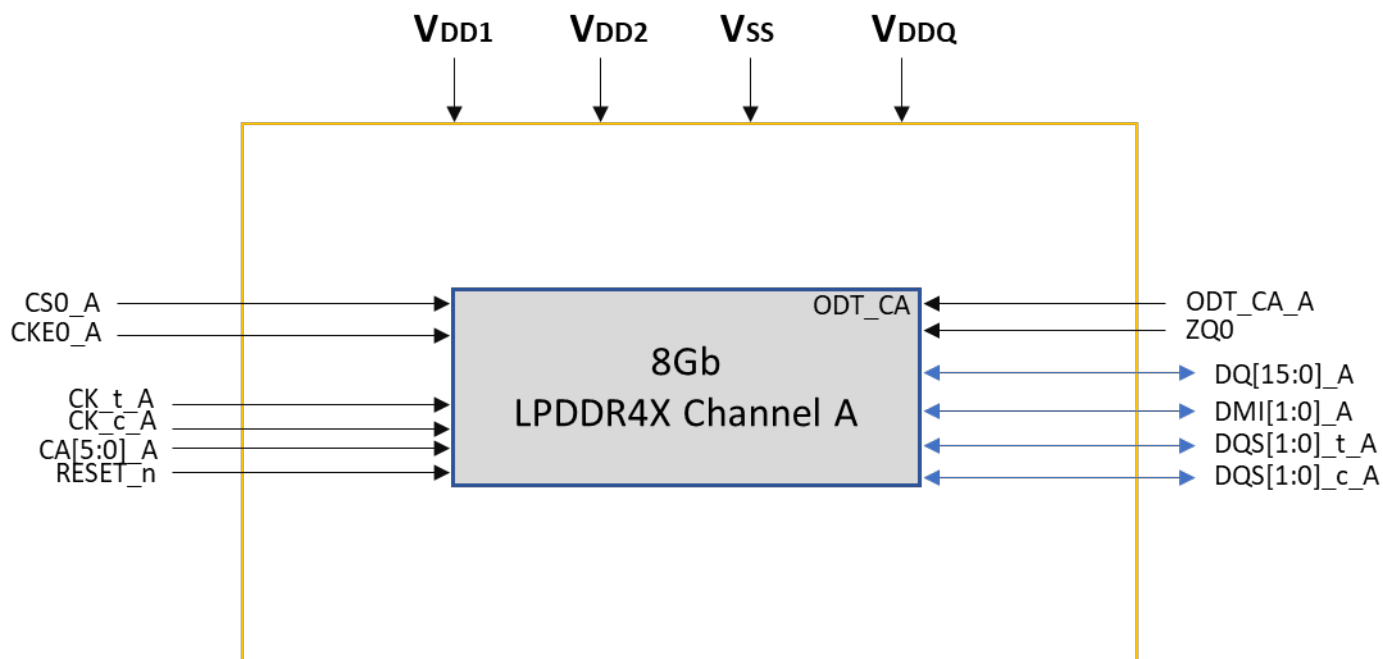 VDD1 VDD2 VSS VDDQ
CS0_A
CKE0_A
CK_t_A
CK_c_A
CA[5:0]_A
RESET_n
ODT_CA
8Gb
LPDDR4X Channel A
ODT_CA_A
ZQ0
DQ[15:0]_A
DMI[1:0]_A
DQS[1:0]_t_A
DQS[1:0]_c_A